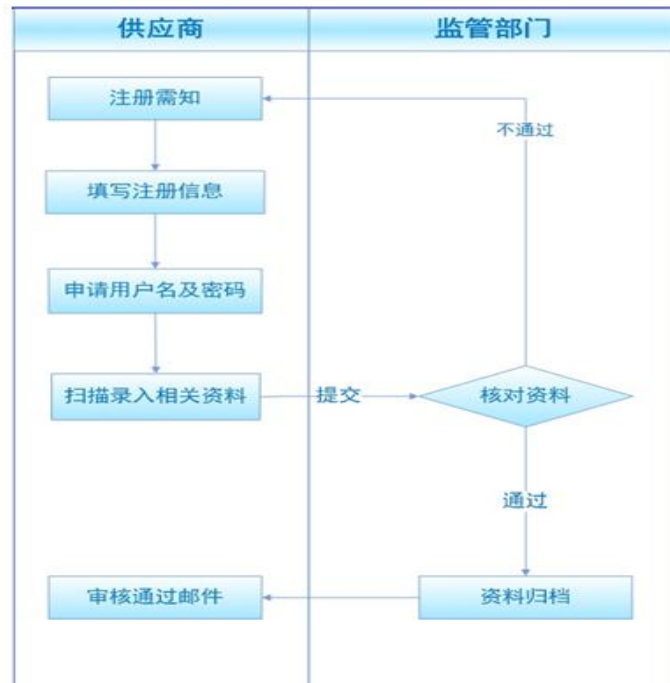 供应商
监管部门
注册需知
不通过
填写注册信息
申请用户名及密码
扫描录入相关资料
提交
核对资料
通过
审核通过邮件
资料归档